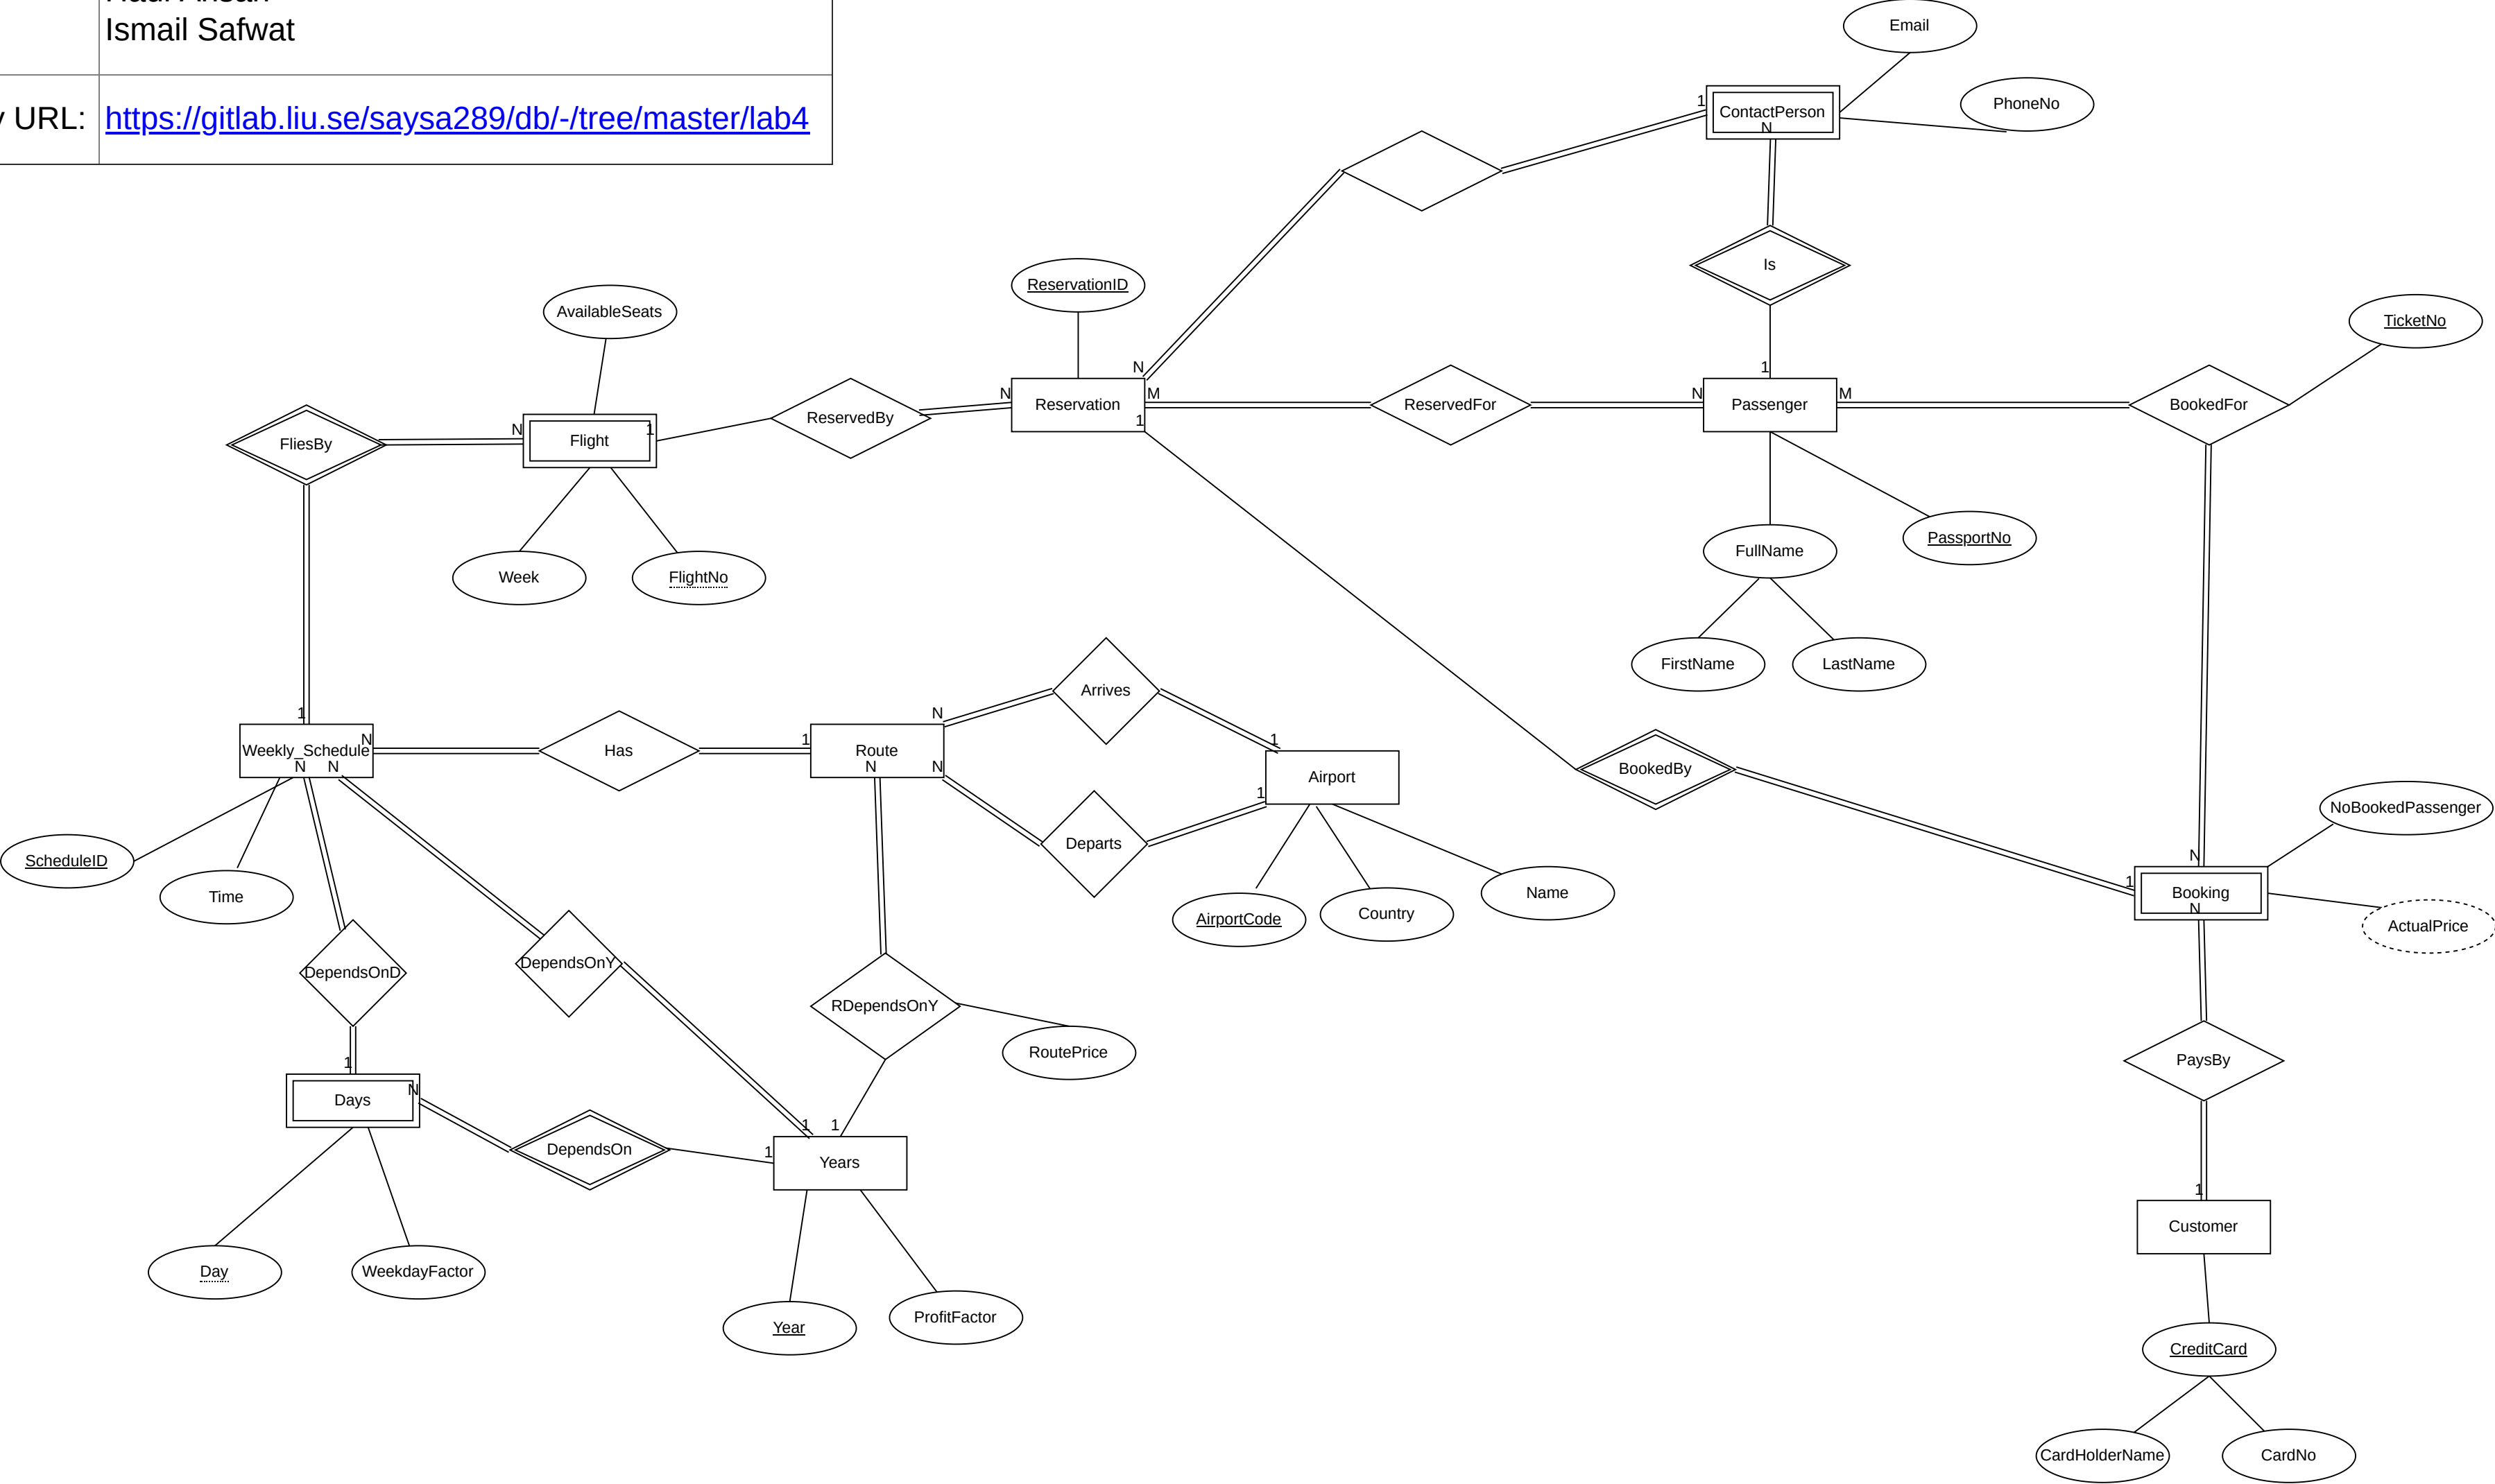 Ismail Safwat
URL:
https://gitlab.liu.se/saysa289/db/-/tree/master/lab4
Email
PhoneNo
1
ContactPerson
N
Is
ReservationID
AvailableSeats
TicketNo
N
1
N
Reservation
M
1
ReservedFor
N
Passenger
M
BookedFor
ReservedBy
FliesBy
N
Flight
1
Week
FlightNo
FullName
PassportNo
FirstName
LastName
Arrives
1
Weekly_Schedule
N
N
N
Has
1
Route
N
N
N
1
Airport
1
BookedBy
Departs
NoBookedPassenger
ScheduleID
Time
AirportCode
Country
Name
N
1
Booking
N
ActualPrice
DependsOnD
DependsOnY
RDependsOnY
RoutePrice
PaysBy
1
Days
N
DependsOn
1
1
1
Years
1
Customer
Day
WeekdayFactor
Year
ProfitFactor
CreditCard
CardHolderName
CardNo